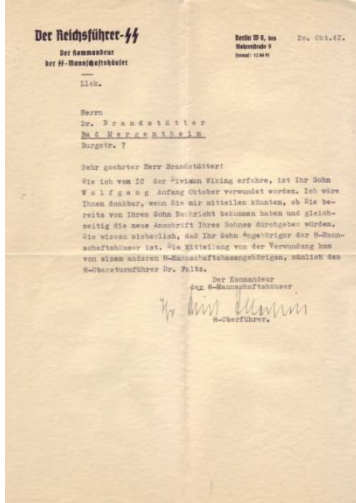 Der Reichsführer-SS
Der Kommandeur
der SS-Mannschaftshäuser
Berlin W 8, den 20. Okt.42.
Mohrenstraße 9
Llck.
Herrn
Dr. B r a n d s t ä t t e r
Bad Mergentheim
Burgstr. 7
Sehr geehrter Herr Brandstätter!
Wie ich vom IC der Division Wiking erfahre, ist Ihr Sohn
W o l f g a n g Anfang Oktober verwundet worden. Ich wäre
Ihnen dankbar, wenn Sie mir mitteilen könnten, ob Sie be-
reits von Ihrem Sohn Nachricht bekommen haben und gleich-
zeitig die neue Anschrift Ihres Sohnes durchgeben würden.
Sie wissen sicherlich, daß Ihr Sohn Angehöriger der SS-Mann-
schaftshäuser ist. Die Mitteilung von der Verwundung kam
von einem anderen SS-Mannschaftshausangehörigen, nämlich dem
SS-Obersturmführer Dr. Faltz.
Der Kommandeur
der SS-Mannschaftshäuser
SS-Oberführer.